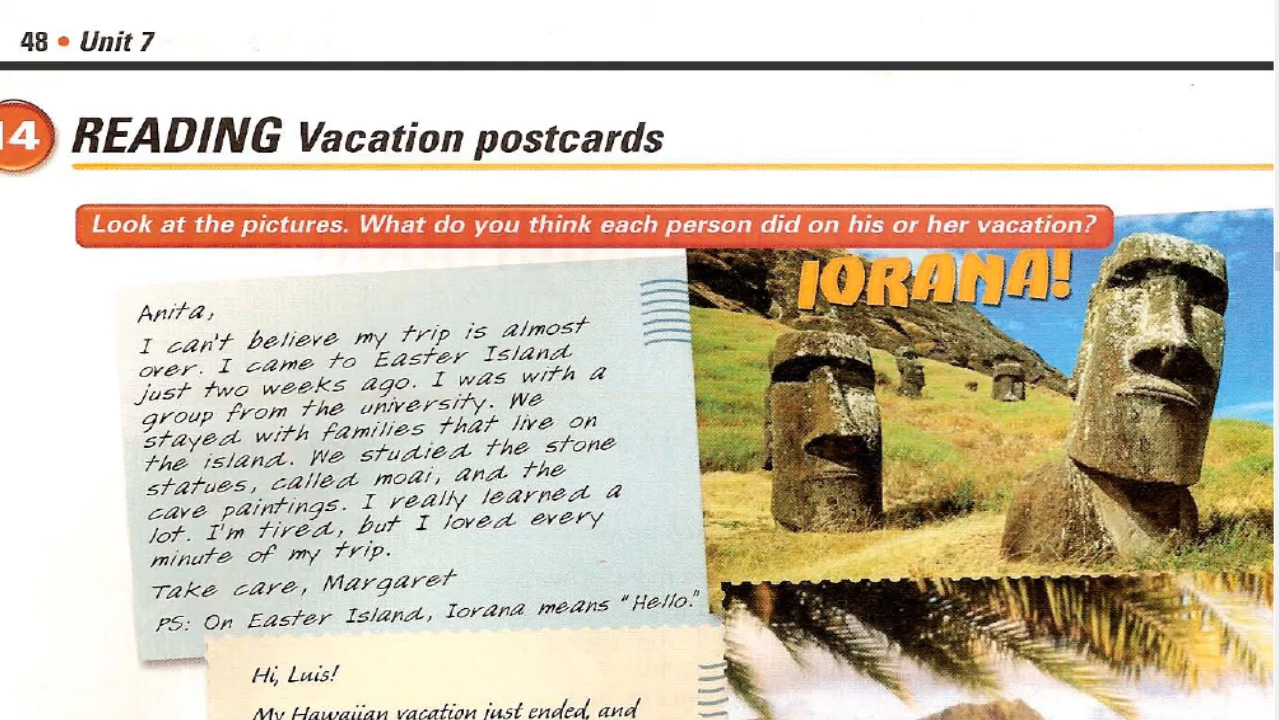 48 • Unit 7
14
READING Vacation postcards
Look at the pictures. What do you think each person did on his or her vacation?
IORANA!
Anita,
I can't believe my trip is almost
over. I came to Easter Island
just two weeks ago. I was with a
group from the university. We
stayed with families that live on
the island. We studied the stone
statues, called moai, and the
cave paintings. I really learned a
lot. I'm tired, but I loved every
minute of my trip.
Take care, Margaret
PS: On Easter Island, Iorana means "Hello."
Hi, Luis!
My Hawaiian vacation just ended, and